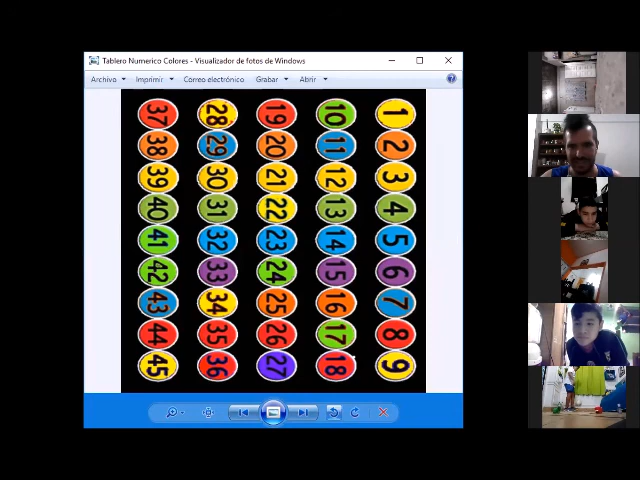 Tablero Numerico Colores - Visualizador de fotos de Windows
Archivo Imprimir Correo electrónico Grabar Abrir
37 28 19 10 1
38 29 20 11 2
39 30 21 12 3
40 31 22 13 4
41 32 23 14 5
42 33 24 15 6
43 34 25 16 7
44 35 26 17 8
45 36 27 18 9